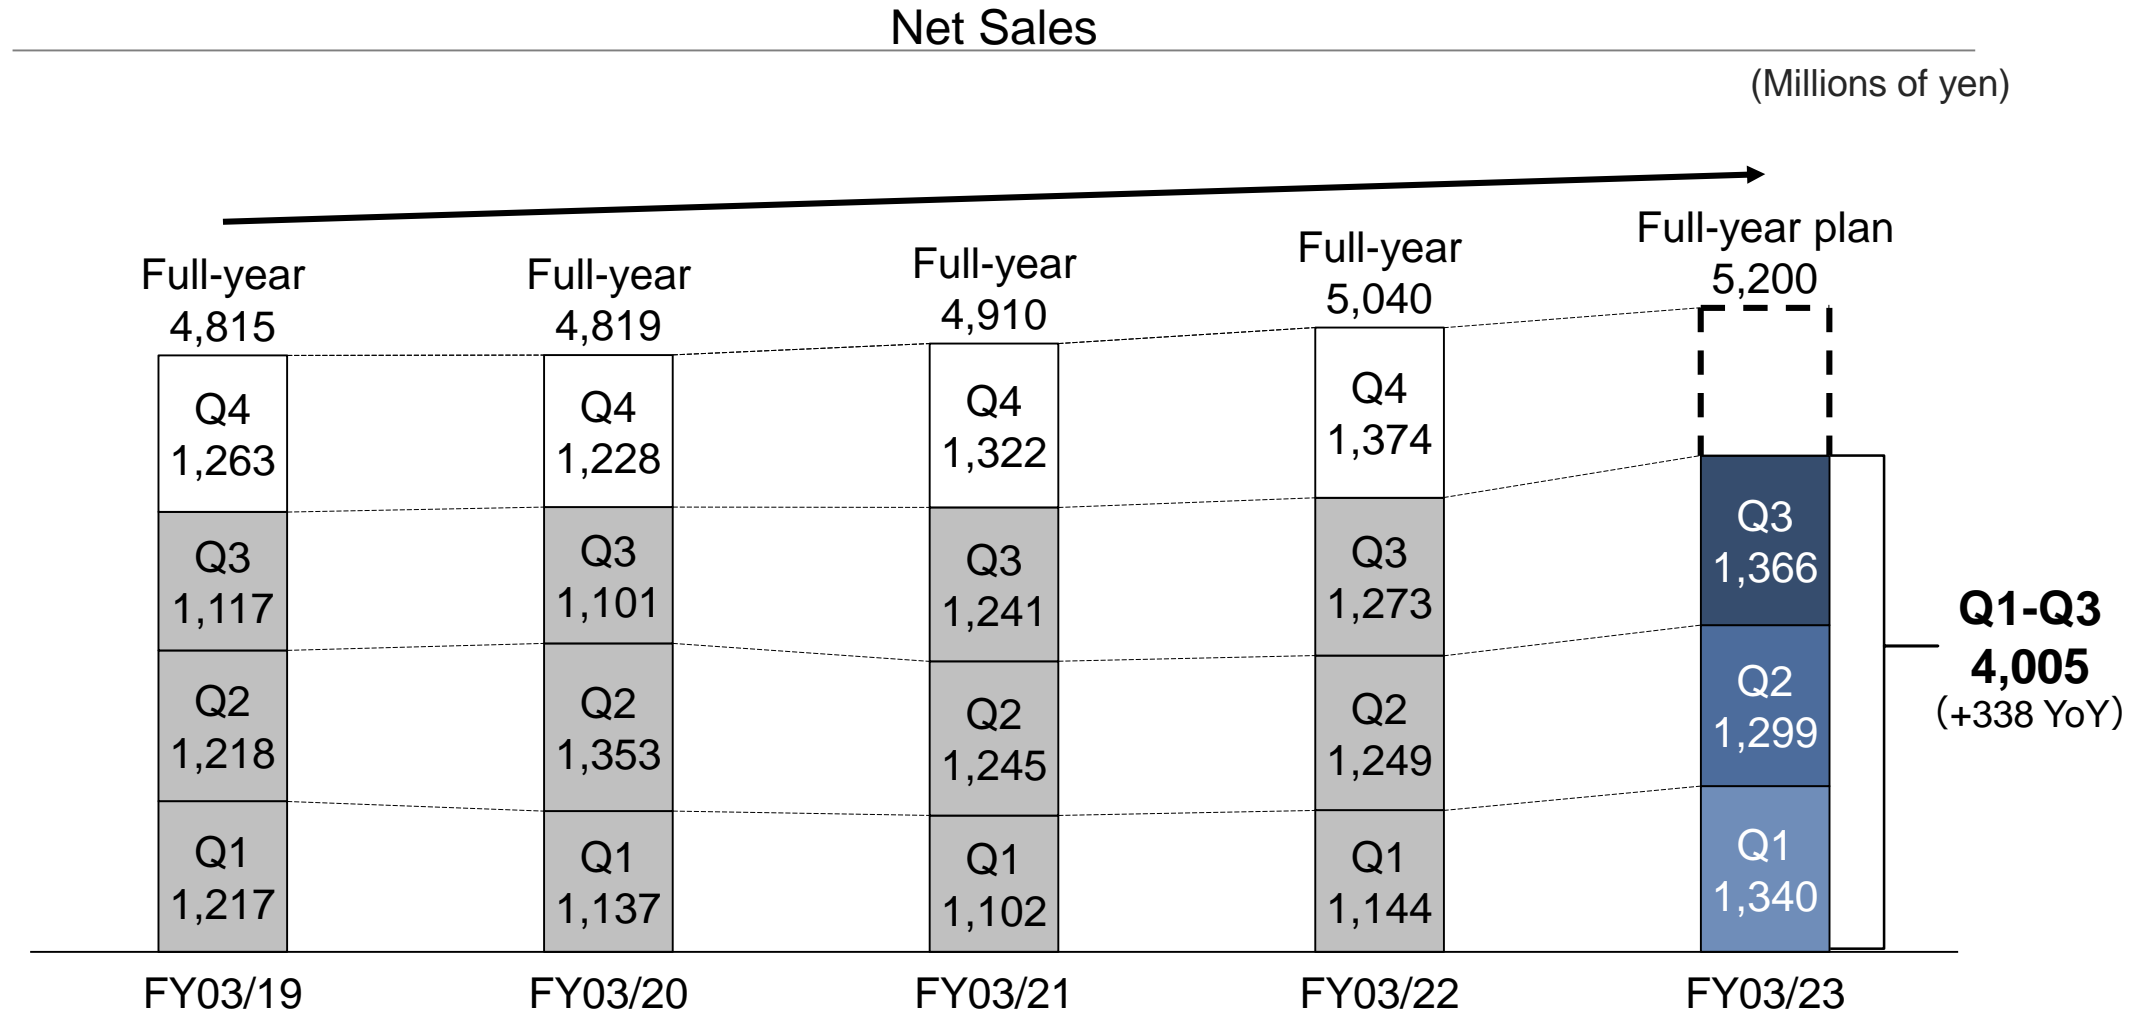 Net Sales
(Millions of yen)
Full-year
4,815
Q4
1,263
Q3
1,117
Q2
1,218
Q1
1,217
FY03/19
Full-year
4,819
Q4
1,228
Q3
1,101
Q2
1,353
Q1
1,137
FY03/20
Full-year
4,910
Q4
1,322
Q3
1,241
Q2
1,245
Q1
1,102
FY03/21
Full-year
5,040
Q4
1,374
Q3
1,273
Q2
1,249
Q1
1,144
FY03/22
Full-year plan
5,200
Q3
1,366
Q2
1,299
Q1
1,340
FY03/23
Q1-Q3
4,005
（+338 YoY）